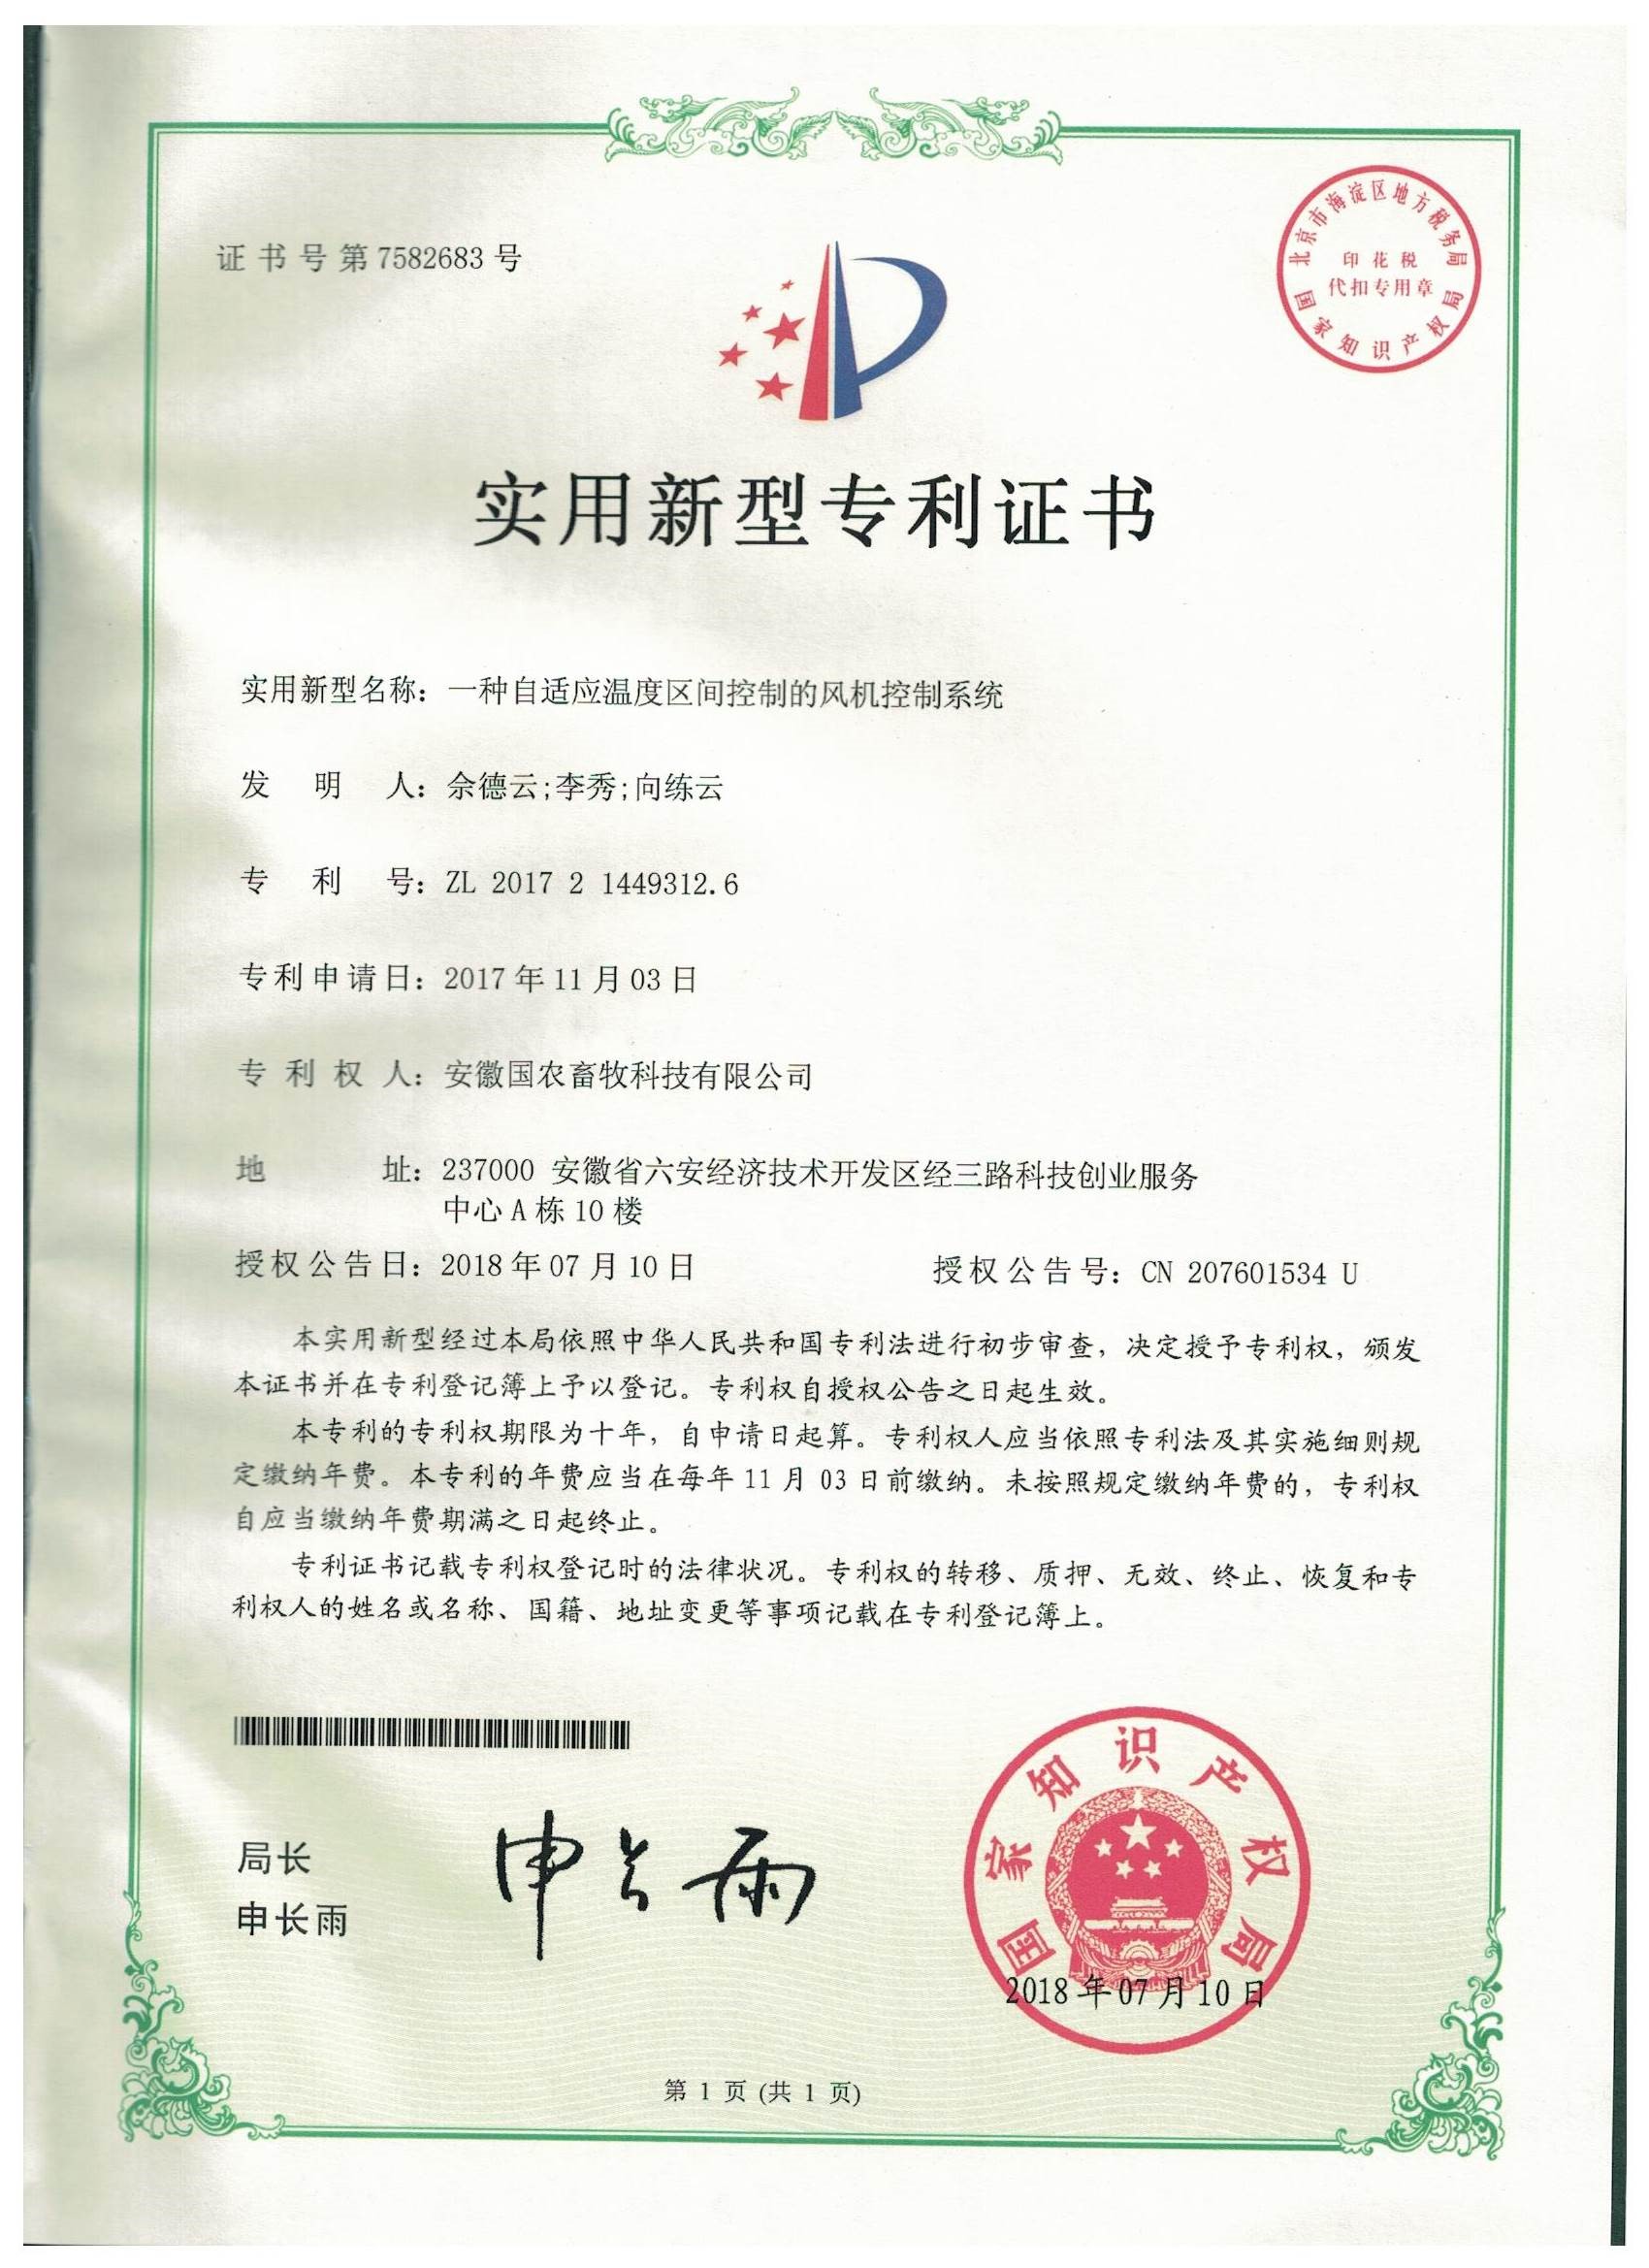 证书号第7582683号
北京市海淀区地方税务局
印花税
代扣专用章
国家知识产权局
实用新型专利证书
实用新型名称：一种自适应温度区间控制的风机控制系统
发明人：佘德云;李秀;向练云
专利号：ZL 2017 2 1449312.6
专利申请日：2017年11月03日
专利权人：安徽国农畜牧科技有限公司
地址：237000 安徽省六安经济技术开发区经三路科技创业服务
中心A栋10楼
授权公告日：2018年07月10日 授权公告号：CN 207601534 U
本实用新型经过本局依照中华人民共和国专利法进行初步审查，决定授予专利权，颁发
本证书并在专利登记簿上予以登记。专利权自授权公告之日起生效。
本专利的专利权期限为十年，自申请日起算。专利权人应当依照专利法及其实施细则规
定缴纳年费。本专利的年费应当在每年11月03日前缴纳。未按照规定缴纳年费的，专利权
自应当缴纳年费期满之日起终止。
专利证书记载专利权登记时的法律状况。专利权的转移、质押、无效、终止、恢复和专
利权人的姓名或名称、国籍、地址变更等事项记载在专利登记簿上。
局长
申长雨
申长雨
国家知识产权局
2018年07月10日
第 1 页 (共 1 页)